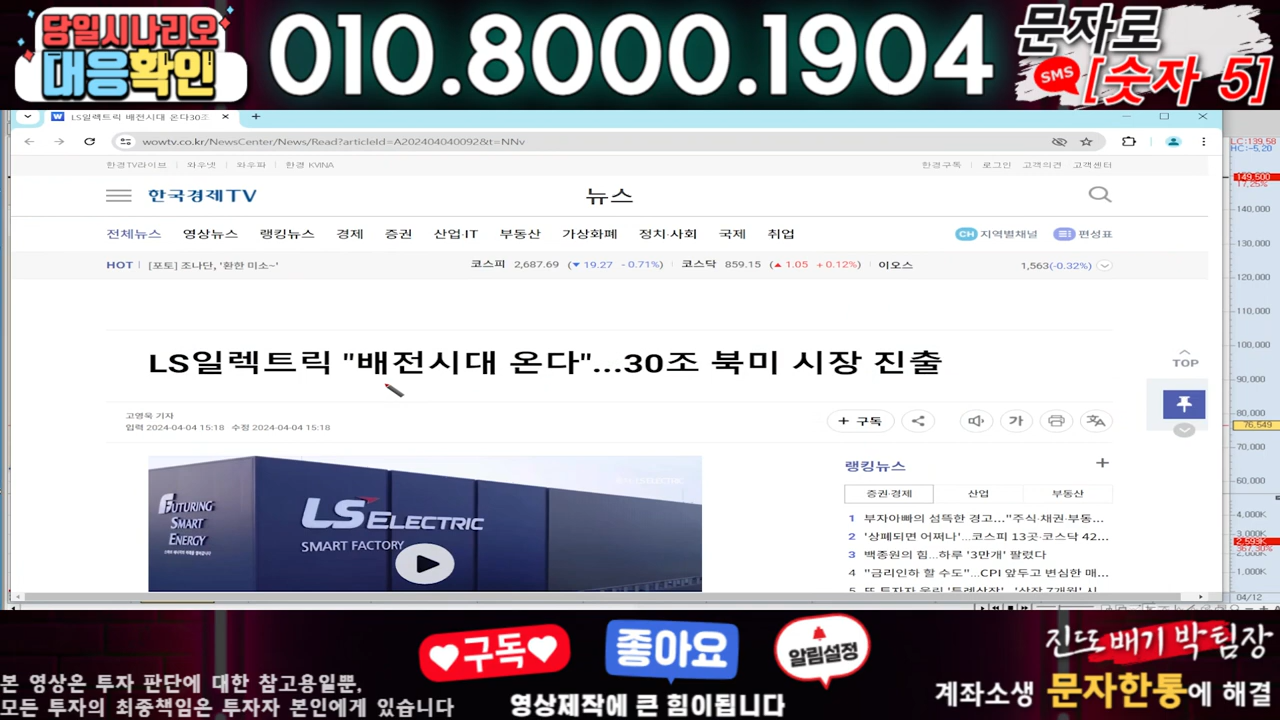 당일시나리오
대응확인
010.8000.1904
문자로
SMS
[숫자 5]
LS일렉트릭 배전시대 온다30조
wowtv.co.kr/NewsCenter/News/Read?articleId=A202404040092&t=NNv
한경TV라이브 와우넷 와우파 한경 KVINA
한경구독 로그인 고객의견 고객센터
한국경제TV
뉴스
전체뉴스 영상뉴스 랭킹뉴스 경제 증권 산업·IT 부동산 가상화폐 정치·사회 국제 취업
CH 지역별채널 편성표
HOT [포토] 조나단, '환한 미소~'
코스피 2,687.69 (▼19.27 -0.71%) 코스닥 859.15 (▲1.05 +0.12%) 이오스 1,563(-0.32%)
LS일렉트릭 "배전시대 온다"...30조 북미 시장 진출
고영욱 기자
입력 2024-04-04 15:18 수정 2024-04-04 15:18
+ 구독
가
TOP
FUTURING
SMART
ENERGY
LS ELECTRIC
SMART FACTORY
LS ELECTRIC
랭킹뉴스
증권·경제 산업 부동산
1 부자아빠의 섬뜩한 경고..."주식·채권·부동...
2 '상폐되면 어쩌나'...코스피 13곳·코스닥 42...
3 백종원의 힘...하루 '3만개' 팔렸다
4 "금리인하 할 수도"...CPI 앞두고 변심한 매...
LC:139.58
HC:-5.20
149,500
17.25%
140,000
130,000
120,000
110,000
100,000
90,000
80,000
76,549
70,000
60,000
4,000K
3,000K
367.30%
2,000K
1,000K
04/12
구독
좋아요
알림설정
영상제작에 큰 힘이됩니다
본 영상은 투자 판단에 대한 참고용일뿐,
모든 투자의 최종책임은 투자자 본인에게 있습니다
진또배기 박팀장
계좌소생 문자한통에 해결